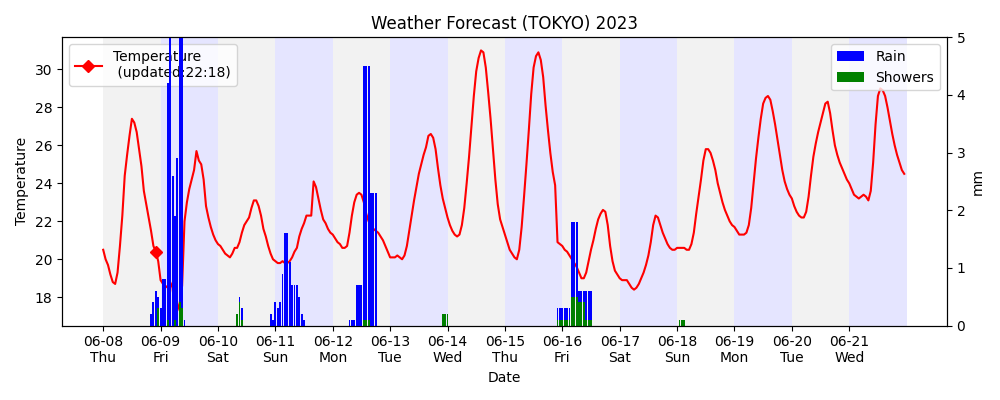 Weather Forecast (TOKYO) 2023
Temperature
(updated:22:18)
Rain
Showers
Temperature
30
28
26
24
22
20
18
5
4
3
2
1
0
mm
06-08 06-09 06-10 06-11 06-12 06-13 06-14 06-15 06-16 06-17 06-18 06-19 06-20 06-21
Thu Fri Sat Sun Mon Tue Wed Thu Fri Sat Sun Mon Tue Wed
Date